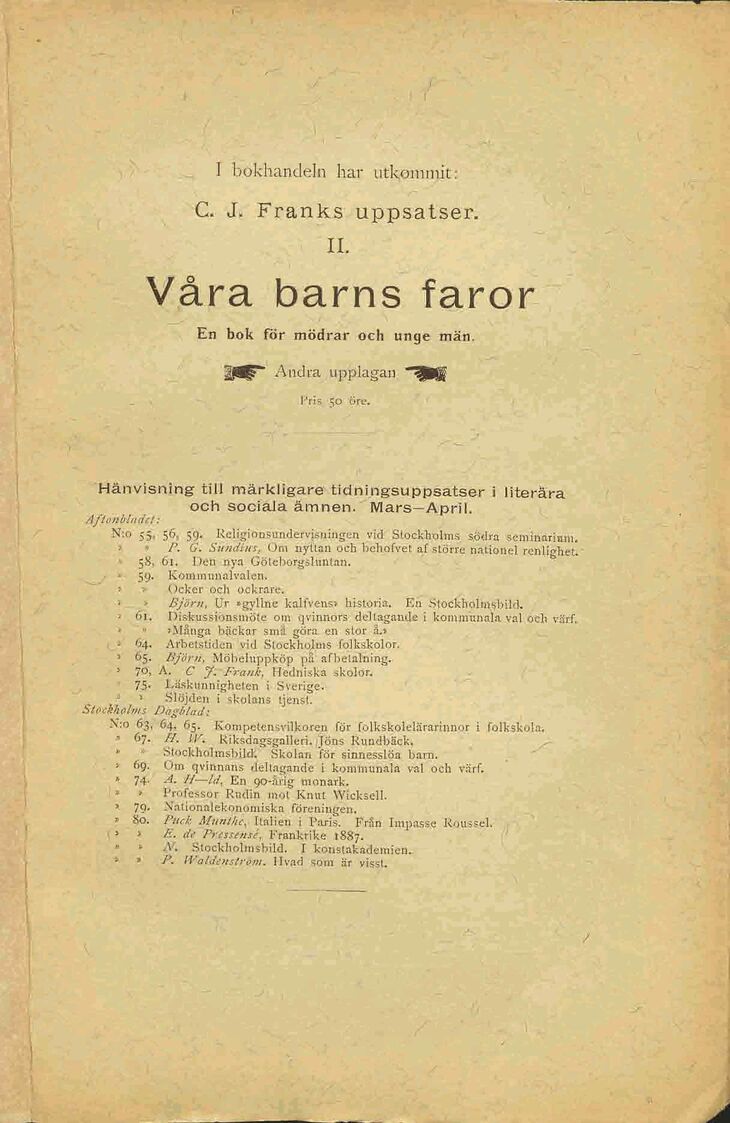 I bokhandeln har utkommit:
C. J. Franks uppsatser.
II.
Våra barns faror
En bok för mödrar och unge män.
Andra upplagan
Pris 50 öre.
Hänvisning till märkligare tidningsuppsatser i literära
och sociala ämnen. Mars—April.
Aftonbladet:
N:o 55, 56, 59. Religionsundervisningen vid Stockholms södra seminarium.
» » P. G. Sundius, Om nyttan och behofvet af större nationel renlighet.
» 58, 61. Den nya Göteborgsluntan.
» 59. Kommunalvalen.
» » Ocker och ockrare.
» » Björn, Ur »gyllne kalfvens» historia. En Stockholmsbild.
» 61. Diskussionsmöte om qvinnors deltagande i kommunala val och värf.
» » »Många bäckar små göra en stor å.»
» 64. Arbetstiden vid Stockholms folkskolor.
» 65. Björn, Möbeluppköp på afbetalning.
» 70, A. C J. Frank, Hedniska skolor.
» 75. Läskunnigheten i Sverige.
» » Slöjden i skolans tjenst.
Stockholms Dagblad:
N:o 63, 64, 65. Kompetensvilkoren för folkskolelärarinnor i folkskola.
» 67. H. W. Riksdagsgalleri. Jöns Rundbäck.
» » Stockholmsbild. Skolan för sinnesslöa barn.
» 69. Om qvinnans deltagande i kommunala val och värf.
» 74. A. H—ld, En 90-årig monark.
» » Professor Rudin mot Knut Wicksell.
» 79. Nationalekonomiska föreningen.
» 80. Puck Munthe, Italien i Paris. Från Impasse Roussel.
» » E. de Pressensé, Frankrike 1887.
» » N. Stockholmsbild. I konstakademien.
» » P. Waldenström. Hvad som är visst.